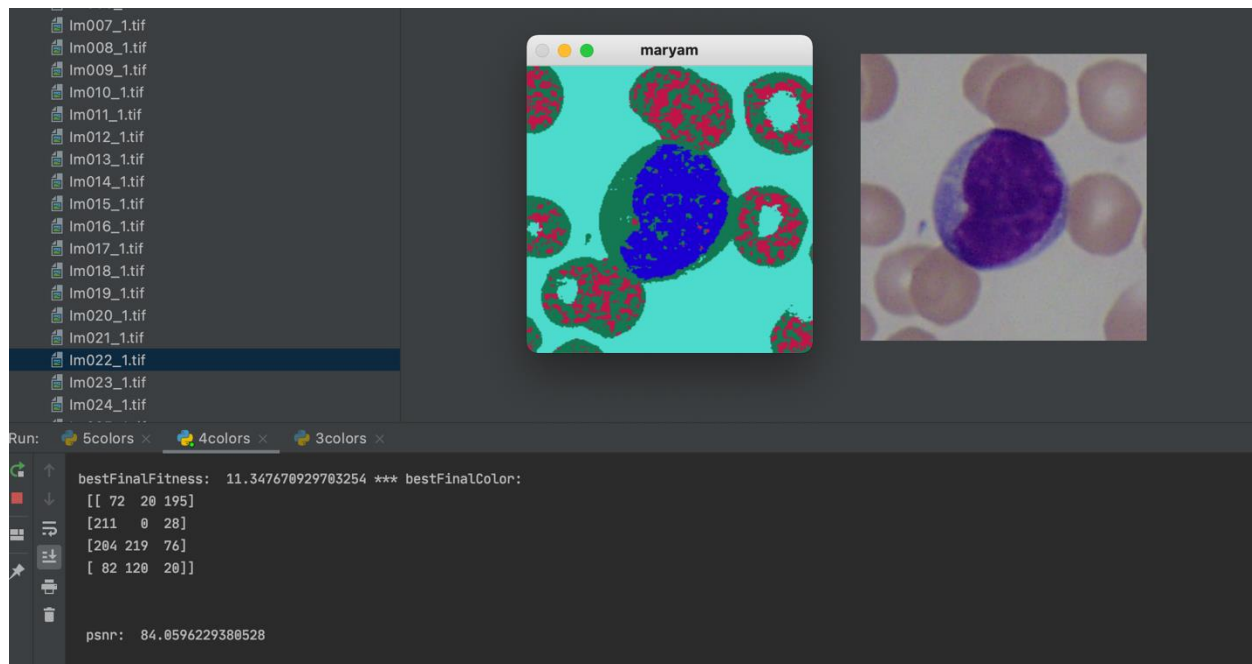 Im007_1.tif
Im008_1.tif
Im009_1.tif
Im010_1.tif
Im011_1.tif
Im012_1.tif
Im013_1.tif
Im014_1.tif
Im015_1.tif
Im016_1.tif
Im017_1.tif
Im018_1.tif
Im019_1.tif
Im020_1.tif
Im021_1.tif
Im022_1.tif
Im023_1.tif
Im024_1.tif
maryam
Run: 5colors × 4colors × 3colors ×
bestFinalFitness: 11.347670929703254 *** bestFinalColor:
[[ 72 20 195]
[211 0 28]
[204 219 76]
[ 82 120 20]]
psnr: 84.0596229380528